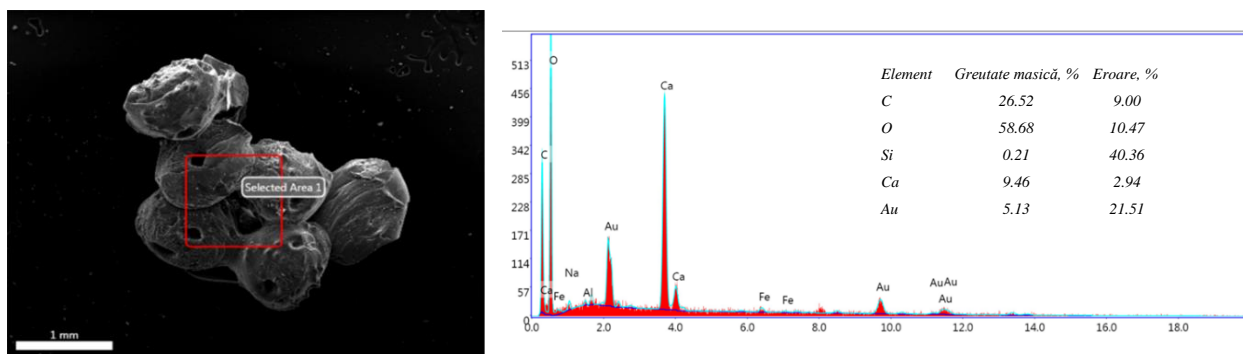 Selected Area 1
1 mm
513
456
399
342
285
228
171
114
57
0.0 2.0 4.0 6.0 8.0 10.0 12.0 14.0 16.0 18.0
C
O
Ca
Fe
Na
Al
Au
Ca
Ca
Fe
Fe
Au
Au
Au
Au
Element Greutate masică, % Eroare, %
C 26.52 9.00
O 58.68 10.47
Si 0.21 40.36
Ca 9.46 2.94
Au 5.13 21.51